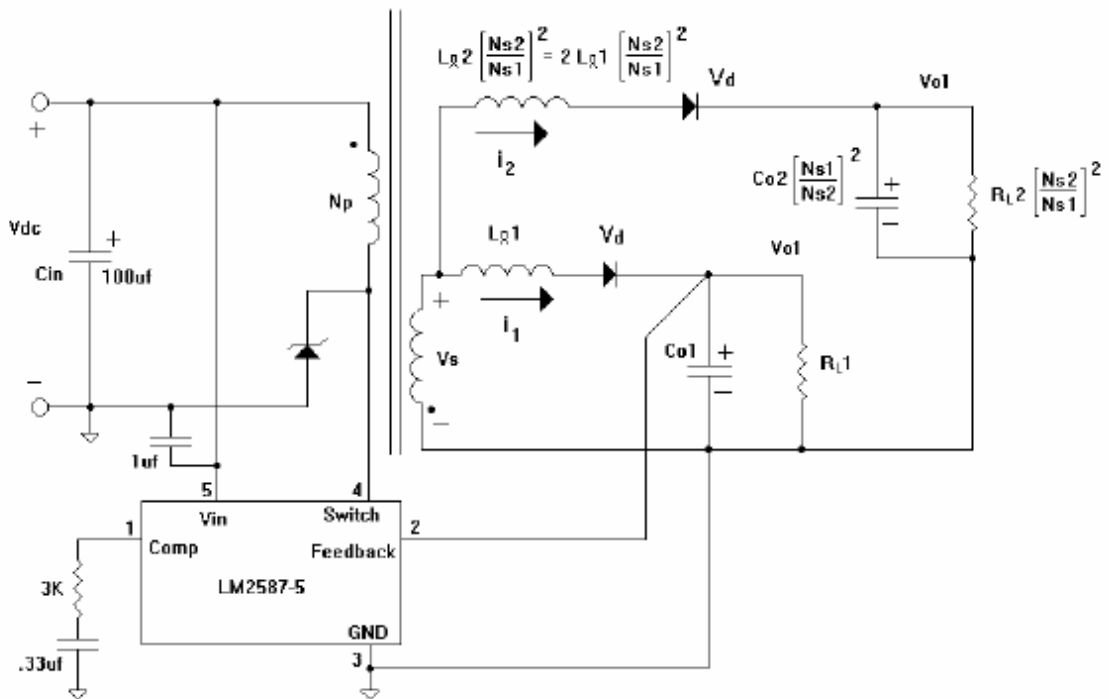 Lℓ2 [Ns2/Ns1]² = 2 Lℓ1 [Ns2/Ns1]²
Vd
Vo1
+
i₂
Co2 [Ns1/Ns2]²
+
−
RL2 [Ns2/Ns1]²
Np
Vdc
+
Cin
100uf
Lℓ1
Vd
Vo1
+
i₁
Vs
Co1
+
−
RL1
−
−
1uf
5
4
1
Vin
Switch
2
Comp
Feedback
3K
LM2587-5
GND
.33uf
3